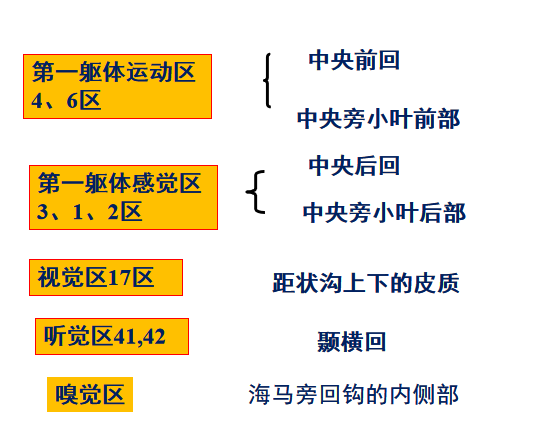 第一躯体运动区
4、6区
中央前回
中央旁小叶前部
第一躯体感觉区
3、1、2区
中央后回
中央旁小叶后部
视觉区17区
距状沟上下的皮质
听觉区41,42
颞横回
嗅觉区
海马旁回钩的内侧部